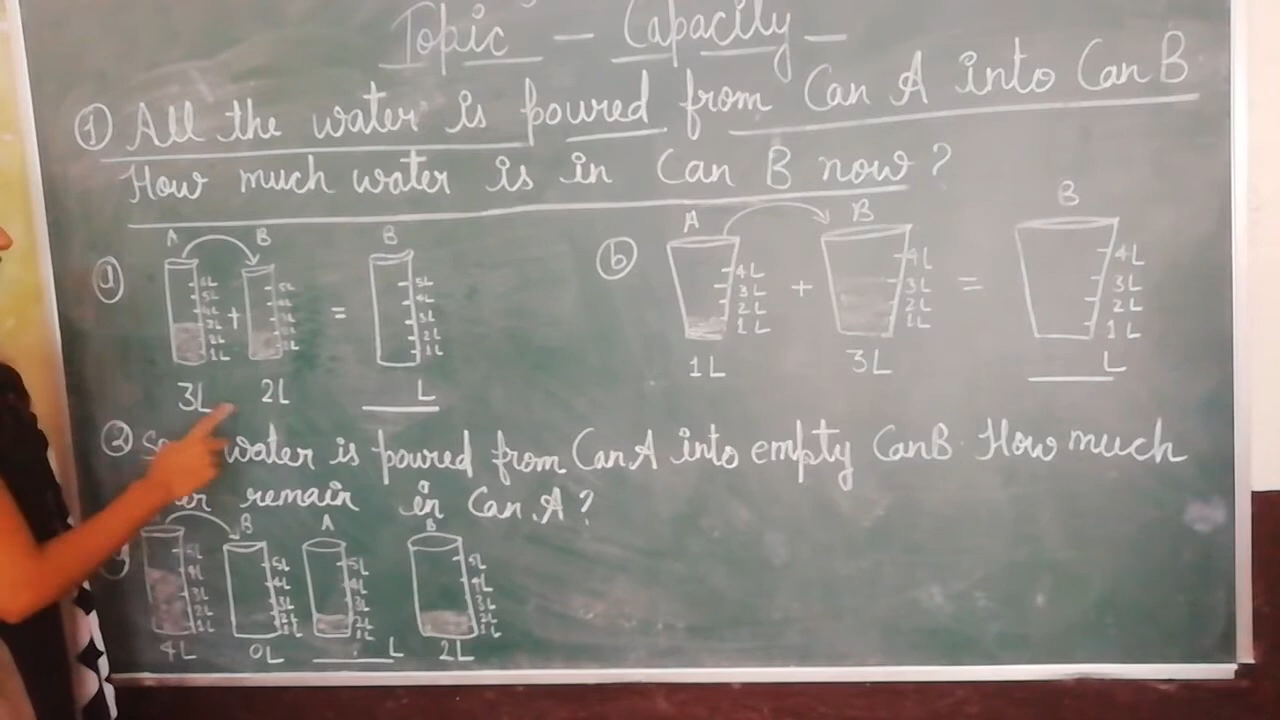 Topic - Capacity -
① All the water is poured from Can A into Can B
How much water is in Can B now?
ⓐ A B B
6L 5L 4L 3L 2L 1L
+
5L 4L 3L 2L 1L
=
5L 4L 3L 2L 1L
3L 2L ___ L
ⓑ A B B
4L 3L 2L 1L
+
4L 3L 2L 1L
=
4L 3L 2L 1L
1L 3L ___ L
② water is poured from Can A into empty Can B. How much
remain in Can A?
B A B
5L 4L 3L 2L 1L
5L 4L 3L 2L 1L
5L 4L 3L 2L 1L
5L 4L 3L 2L 1L
4L 0L ___ L 2L